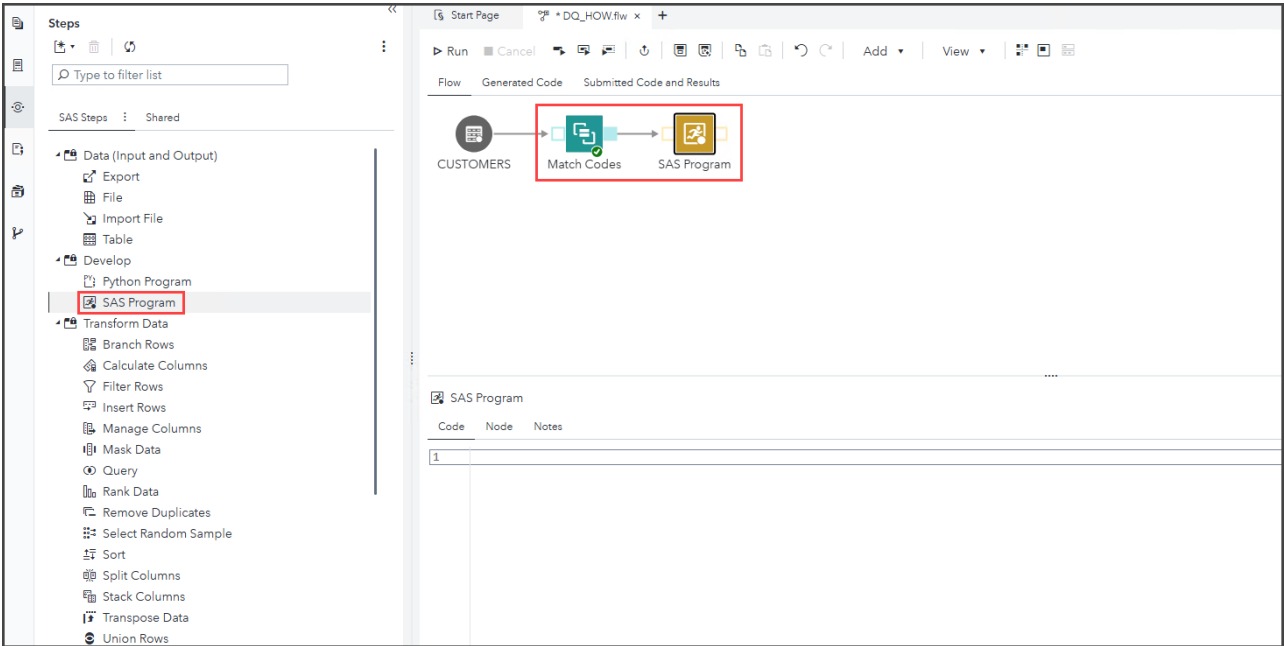 Steps
Type to filter list
SAS Steps
Shared
Data (Input and Output)
Export
File
Import File
Table
Develop
Python Program
SAS Program
Transform Data
Branch Rows
Calculate Columns
Filter Rows
Insert Rows
Manage Columns
Mask Data
Query
Rank Data
Remove Duplicates
Select Random Sample
Sort
Split Columns
Stack Columns
Transpose Data
Union Rows
Start Page
* DQ_HOW.flw
Run Cancel Add View
Flow Generated Code Submitted Code and Results
CUSTOMERS Match Codes SAS Program
SAS Program
Code Node Notes
1